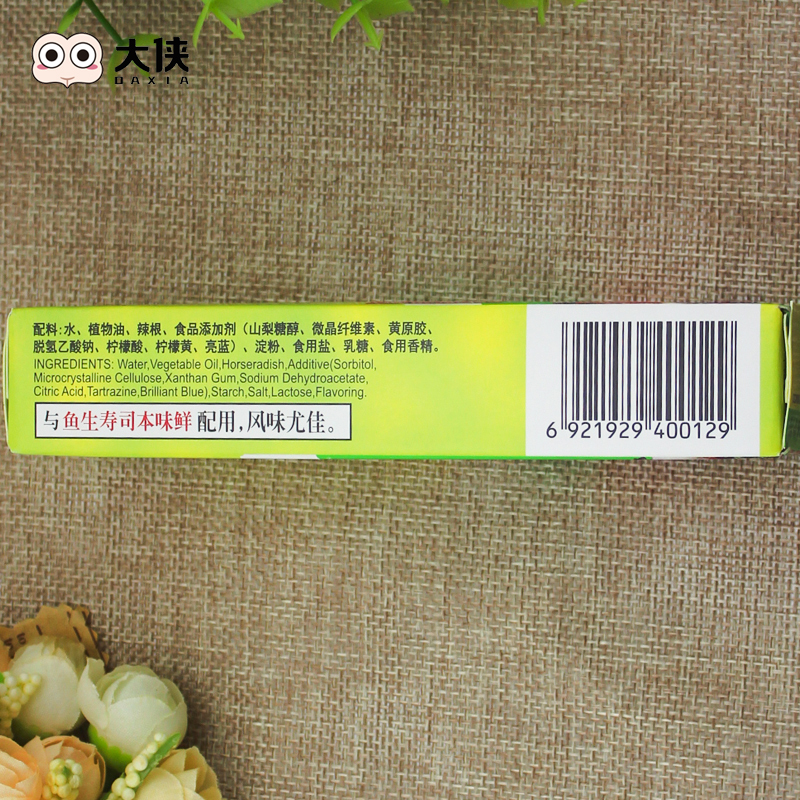 大侠
DAXIA
配料:水、植物油、辣根、食品添加剂（山梨糖醇、微晶纤维素、黄原胶、
脱氢乙酸钠、柠檬酸、柠檬黄、亮蓝）、淀粉、食用盐、乳糖、食用香精。
INGREDIENTS: Water,Vegetable Oil,Horseradish,Additive(Sorbitol,
Microcrystalline Cellulose,Xanthan Gum,Sodium Dehydroacetate,
Citric Acid,Tartrazine,Brilliant Blue),Starch,Salt,Lactose,Flavoring.
与鱼生寿司本味鲜配用,风味尤佳。
6 921929 400129